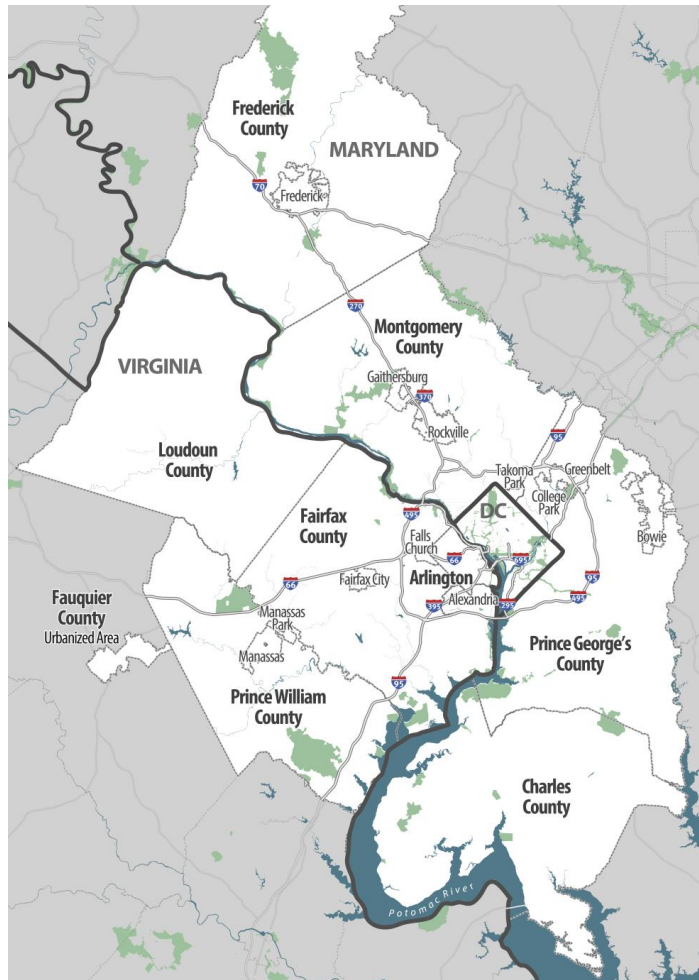 Frederick
County
MARYLAND
70
Frederick
270
Montgomery
County
VIRGINIA
Gaithersburg
370
Rockville
95
Loudoun
County
Takoma
Park
Greenbelt
College
Park
DC
Fairfax
County
495
Falls
Church
66
695
Bowie
Arlington
95
495
66
Fairfax City
395
Alexandria
295
Fauquier
County
Urbanized Area
Manassas
Park
Manassas
Prince George's
County
Prince William
County
95
Charles
County
Potomac River